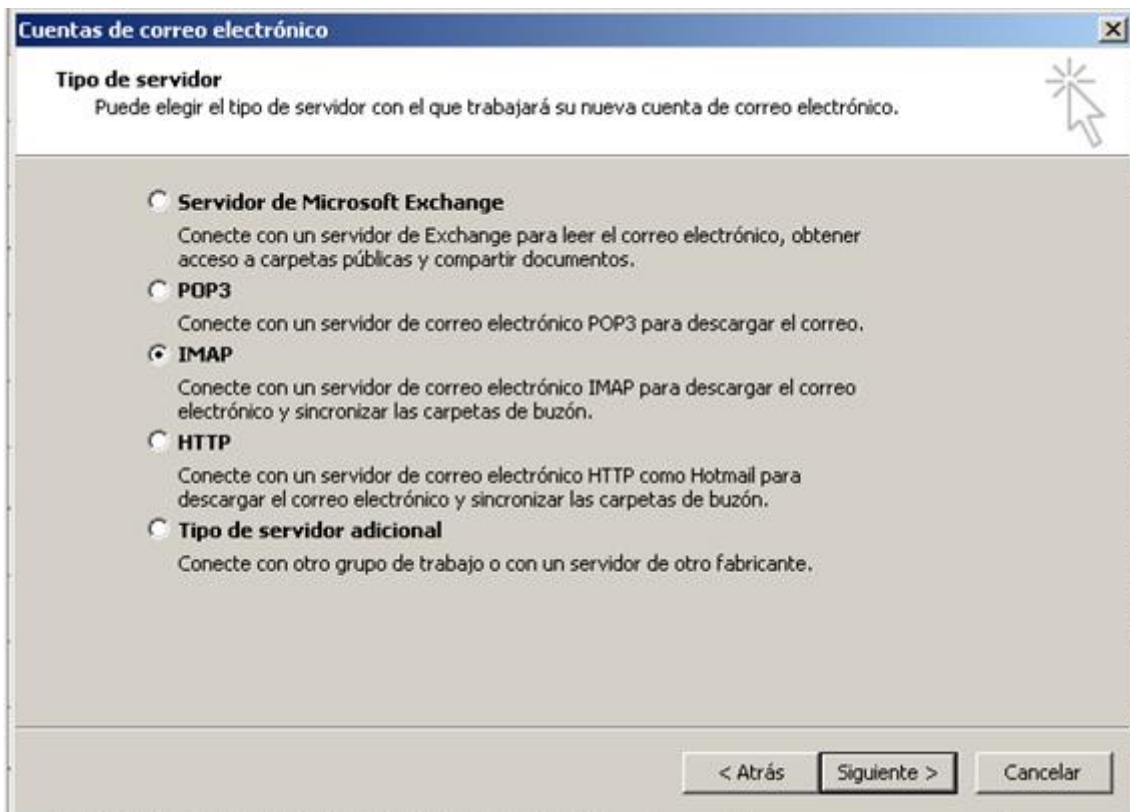 Cuentas de correo electrónico
Tipo de servidor
Puede elegir el tipo de servidor con el que trabajará su nueva cuenta de correo electrónico.
Servidor de Microsoft Exchange
Conecte con un servidor de Exchange para leer el correo electrónico, obtener
acceso a carpetas públicas y compartir documentos.
POP3
Conecte con un servidor de correo electrónico POP3 para descargar el correo.
IMAP
Conecte con un servidor de correo electrónico IMAP para descargar el correo
electrónico y sincronizar las carpetas de buzón.
HTTP
Conecte con un servidor de correo electrónico HTTP como Hotmail para
descargar el correo electrónico y sincronizar las carpetas de buzón.
Tipo de servidor adicional
Conecte con otro grupo de trabajo o con un servidor de otro fabricante.
< Atrás Siguiente > Cancelar